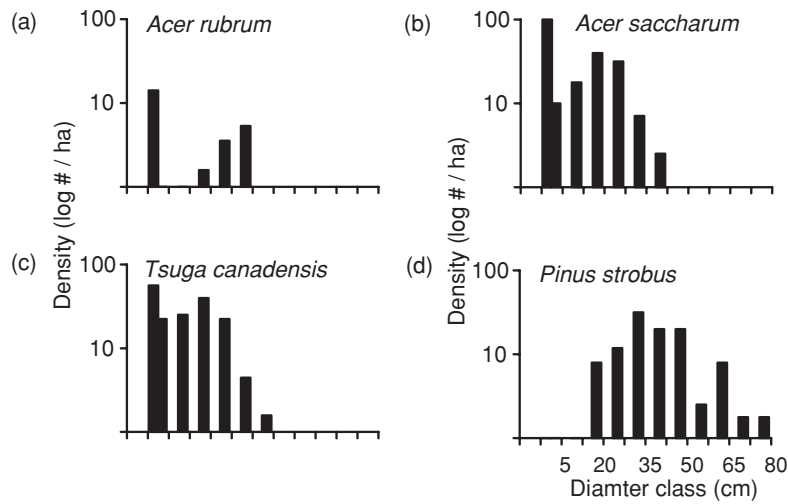 (a) Acer rubrum
100
10
Density (log # / ha)
(b) Acer saccharum
100
10
Density (log # / ha)
(c) Tsuga canadensis
100
10
(d) Pinus strobus
100
10
5 20 35 50 65 80
Diamter class (cm)